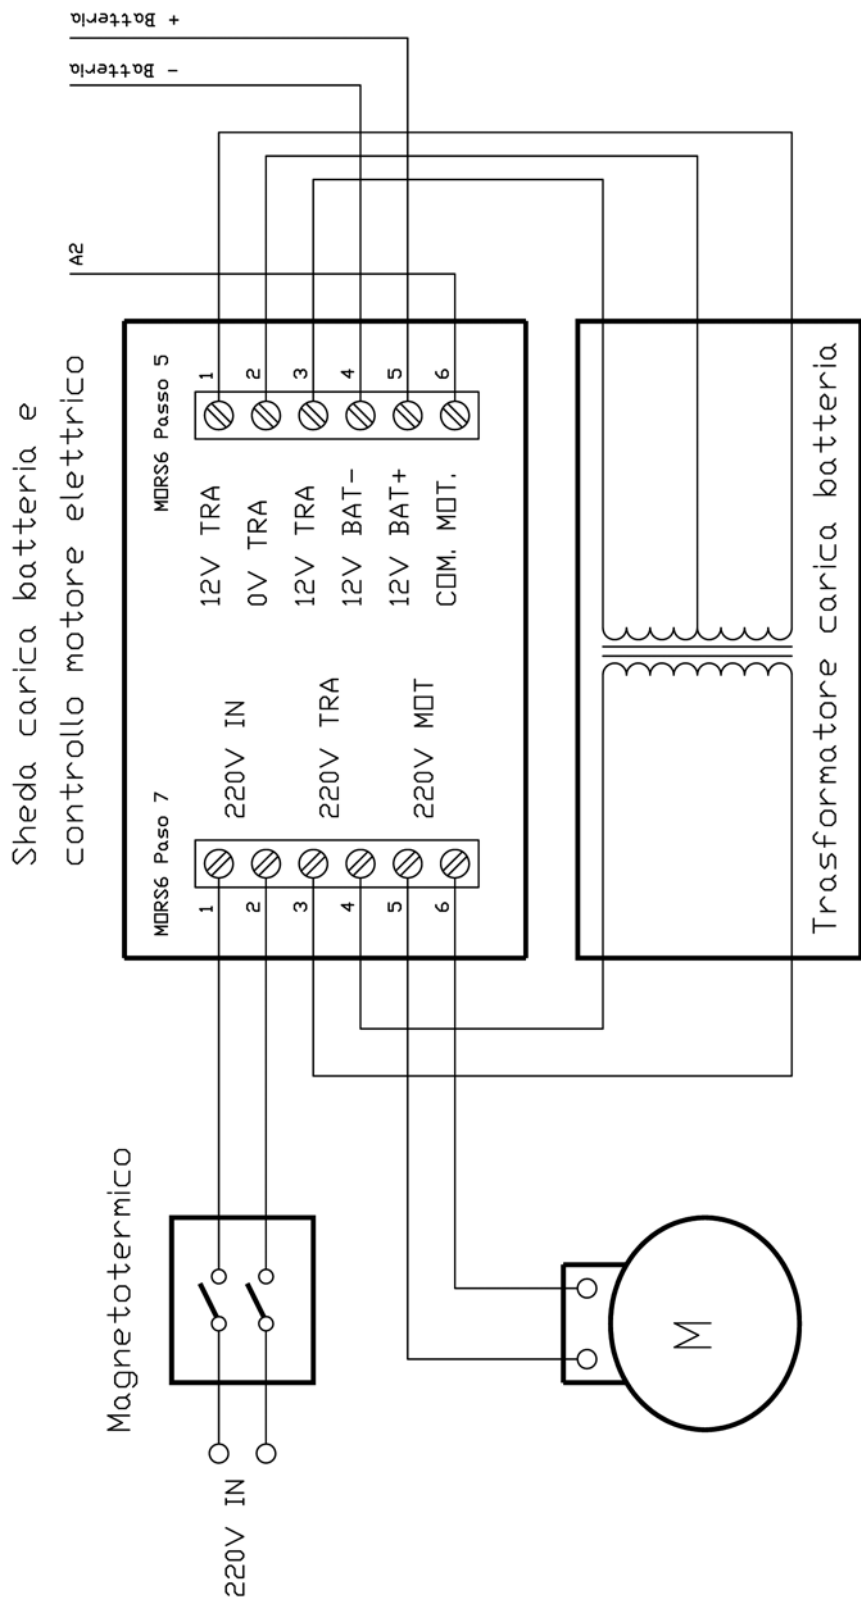 Sheda carica batteria e
controllo motore elettrico
+ Batteria
- Batteria
A2
Magnetotermico
220V IN
MORS6 Paso 7
MORS6 Passo 5
1
2
3
4
5
6
220V IN
220V TRA
220V MOT
12V TRA
0V TRA
12V TRA
12V BAT-
12V BAT+
COM. MOT.
1
2
3
4
5
6
M
Trasformatore carica batteria